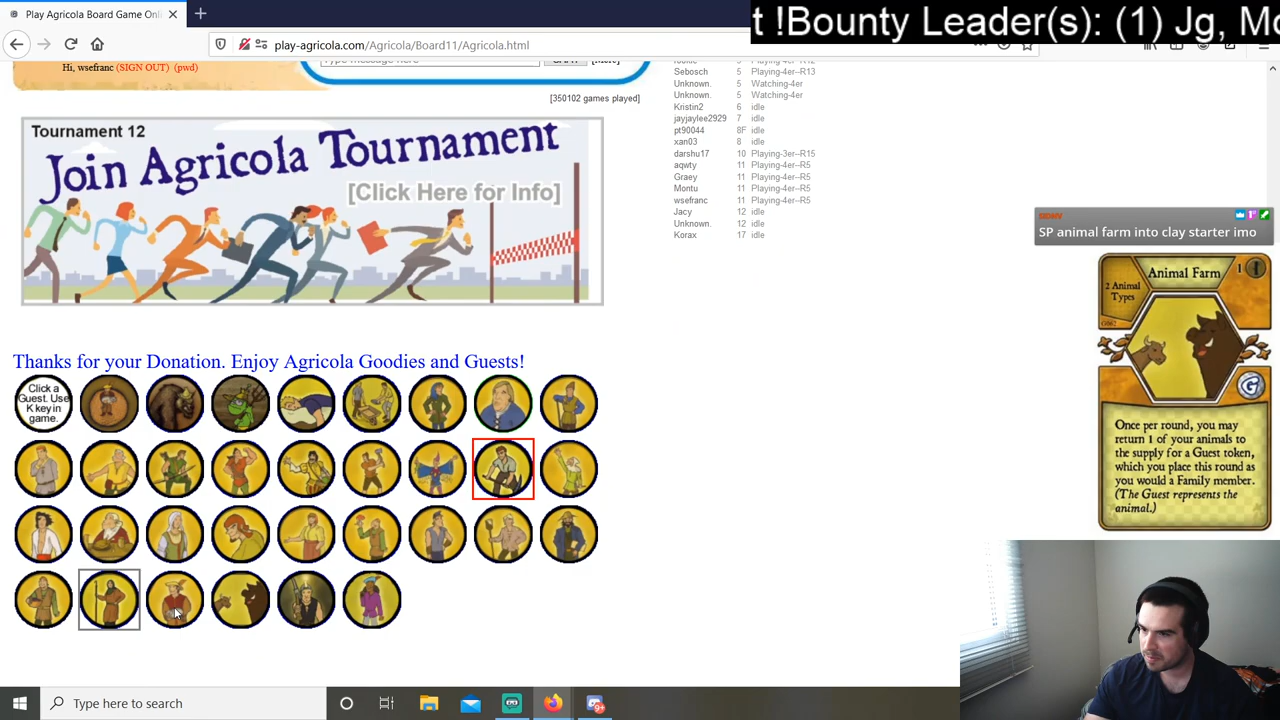 Play Agricola Board Game Onli
t !Bounty Leader(s): (1) Jg, Mo
play-agricola.com/Agricola/Board11/Agricola.html
Hi, wsefranc (SIGN OUT) (pwd)
[More]
[350102 games played]
Sebosch 5 Playing-4er--R13
Unknown. 5 Watching-4er
Unknown. 5 Watching-4er
Kristin2 6 idle
jayjaylee2929 7 idle
pt90044 8F idle
xan03 8 idle
darshu17 10 Playing-3er--R15
aqwty 11 Playing-4er--R5
Graey 11 Playing-4er--R5
Montu 11 Playing-4er--R5
wsefranc 11 Playing-4er--R5
Jacy 12 idle
Unknown. 12 idle
Korax 17 idle
Tournament 12
Join Agricola Tournament
[Click Here for Info]
SP animal farm into clay starter imo
Animal Farm
1
2 Animal
Types
G
Once per round, you may
return 1 of your animals to
the supply for a Guest token,
which you place this round as
you would a Family member.
(The Guest represents the
animal.)
Thanks for your Donation. Enjoy Agricola Goodies and Guests!
Click a
Guest. Use
K key in
game.
Type here to search